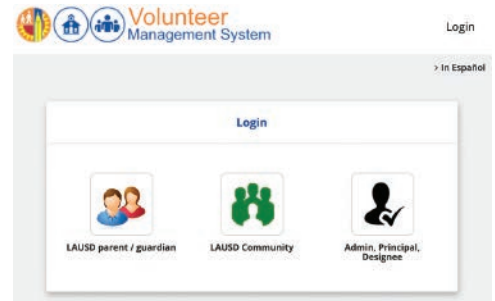 Volunteer
Management System
Login
> In Español
Login
LAUSD parent / guardian
LAUSD Community
Admin, Principal,
Designee